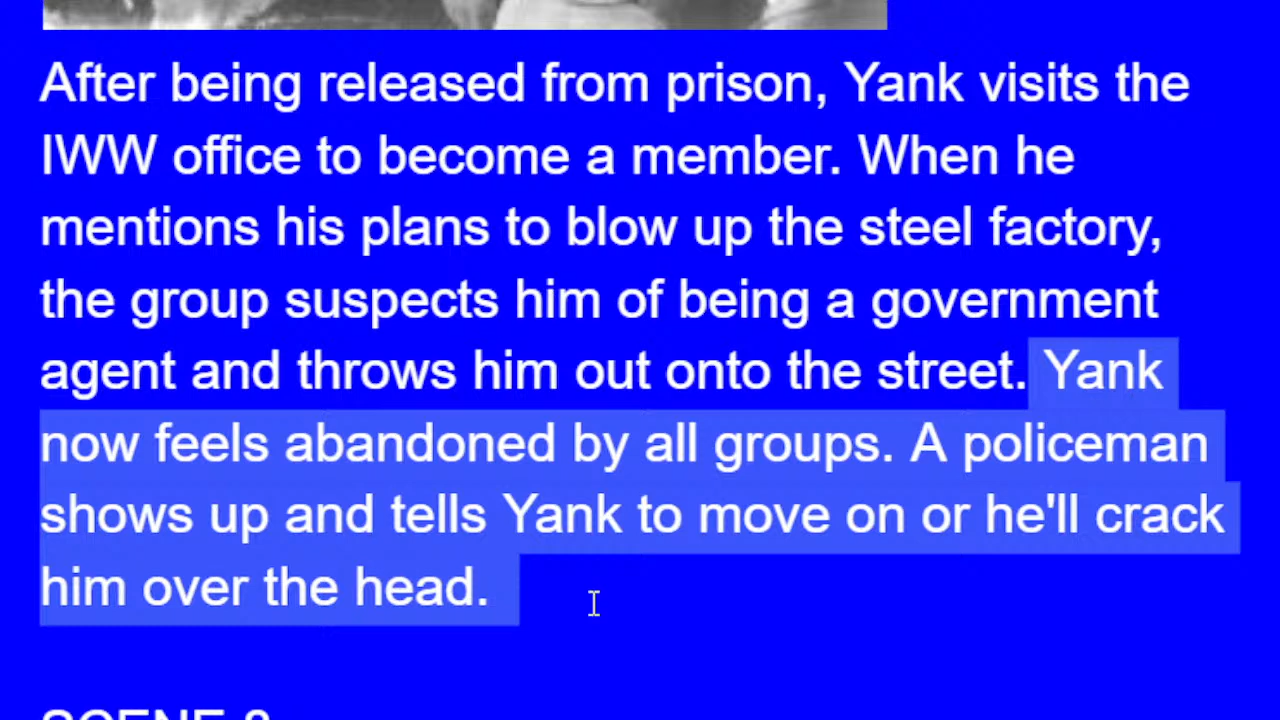 After being released from prison, Yank visits the
IWW office to become a member. When he
mentions his plans to blow up the steel factory,
the group suspects him of being a government
agent and throws him out onto the street. Yank
now feels abandoned by all groups. A policeman
shows up and tells Yank to move on or he'll crack
him over the head.
SCENE 8